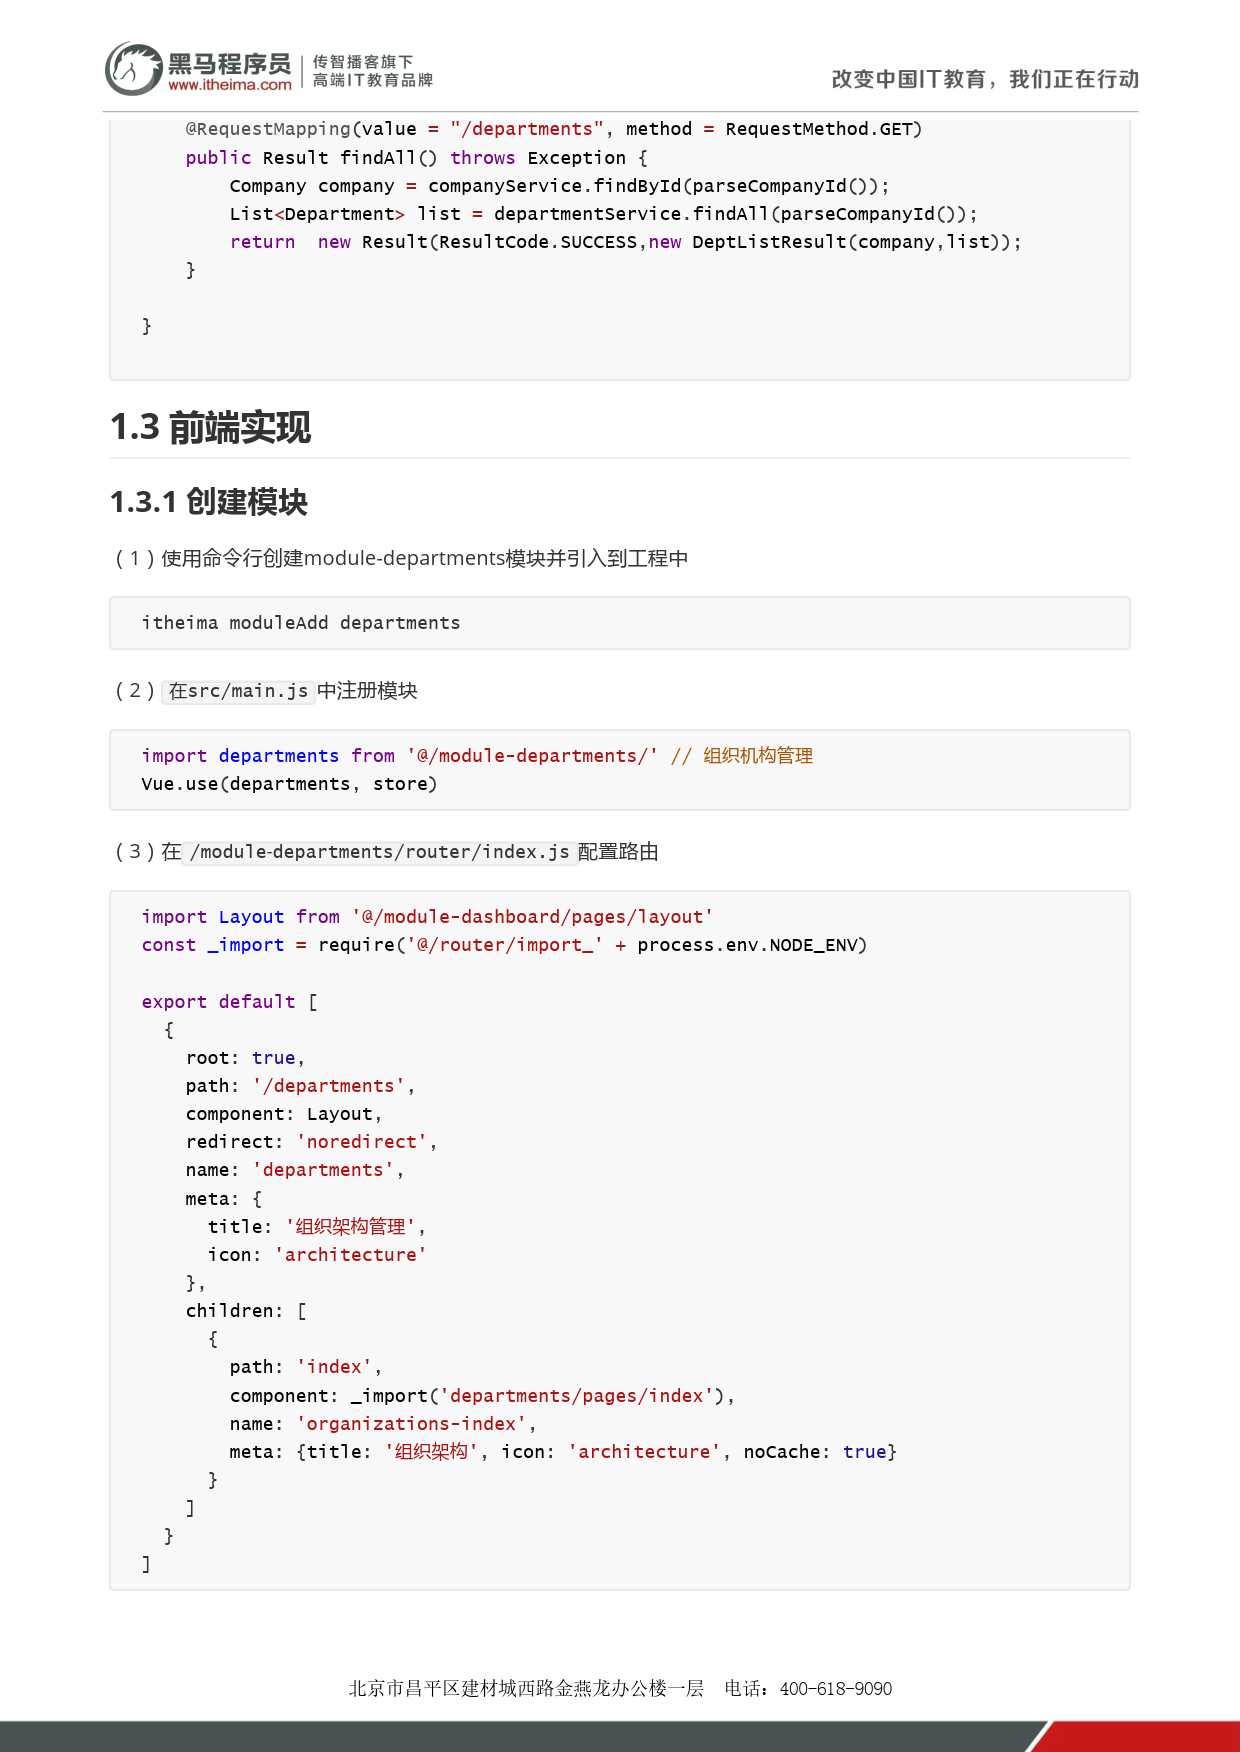 黑马程序员
www.itheima.com
传智播客旗下
高端IT教育品牌
改变中国IT教育，我们正在行动
    @RequestMapping(value = "/departments", method = RequestMethod.GET)
    public Result findAll() throws Exception {
        Company company = companyService.findById(parseCompanyId());
        List<Department> list = departmentService.findAll(parseCompanyId());
        return  new Result(ResultCode.SUCCESS,new DeptListResult(company,list));
    }
}
1.3 前端实现
1.3.1 创建模块
（1）使用命令行创建module-departments模块并引入到工程中
itheima moduleAdd departments
（2）在src/main.js中注册模块
import departments from '@/module-departments/' // 组织机构管理
Vue.use(departments, store)
（3）在/module-departments/router/index.js配置路由
import Layout from '@/module-dashboard/pages/layout'
const _import = require('@/router/import_' + process.env.NODE_ENV)
export default [
  {
    root: true,
    path: '/departments',
    component: Layout,
    redirect: 'noredirect',
    name: 'departments',
    meta: {
      title: '组织架构管理',
      icon: 'architecture'
    },
    children: [
      {
        path: 'index',
        component: _import('departments/pages/index'),
        name: 'organizations-index',
        meta: {title: '组织架构', icon: 'architecture', noCache: true}
      }
    ]
  }
]
北京市昌平区建材城西路金燕龙办公楼一层　电话：400-618-9090